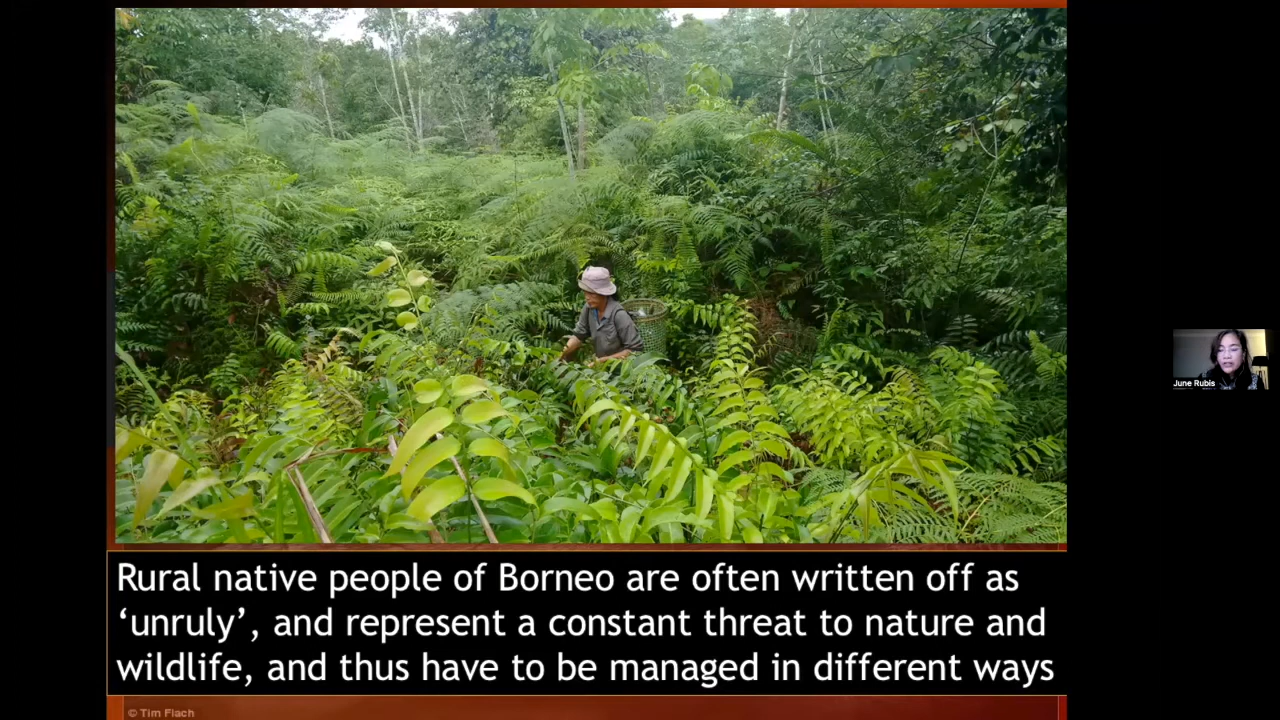 June Rubis
Rural native people of Borneo are often written off as
‘unruly’, and represent a constant threat to nature and
wildlife, and thus have to be managed in different ways
© Tim Flach